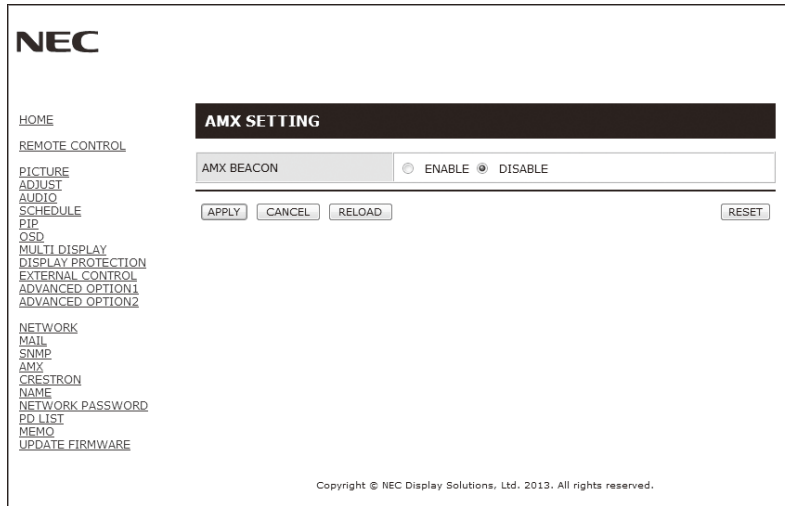 NEC
HOME
REMOTE CONTROL
PICTURE
ADJUST
AUDIO
SCHEDULE
PIP
OSD
MULTI DISPLAY
DISPLAY PROTECTION
EXTERNAL CONTROL
ADVANCED OPTION1
ADVANCED OPTION2
NETWORK
MAIL
SNMP
AMX
CRESTRON
NAME
NETWORK PASSWORD
PD LIST
MEMO
UPDATE FIRMWARE
AMX SETTING
AMX BEACON ENABLE DISABLE
APPLY CANCEL RELOAD RESET
Copyright © NEC Display Solutions, Ltd. 2013. All rights reserved.